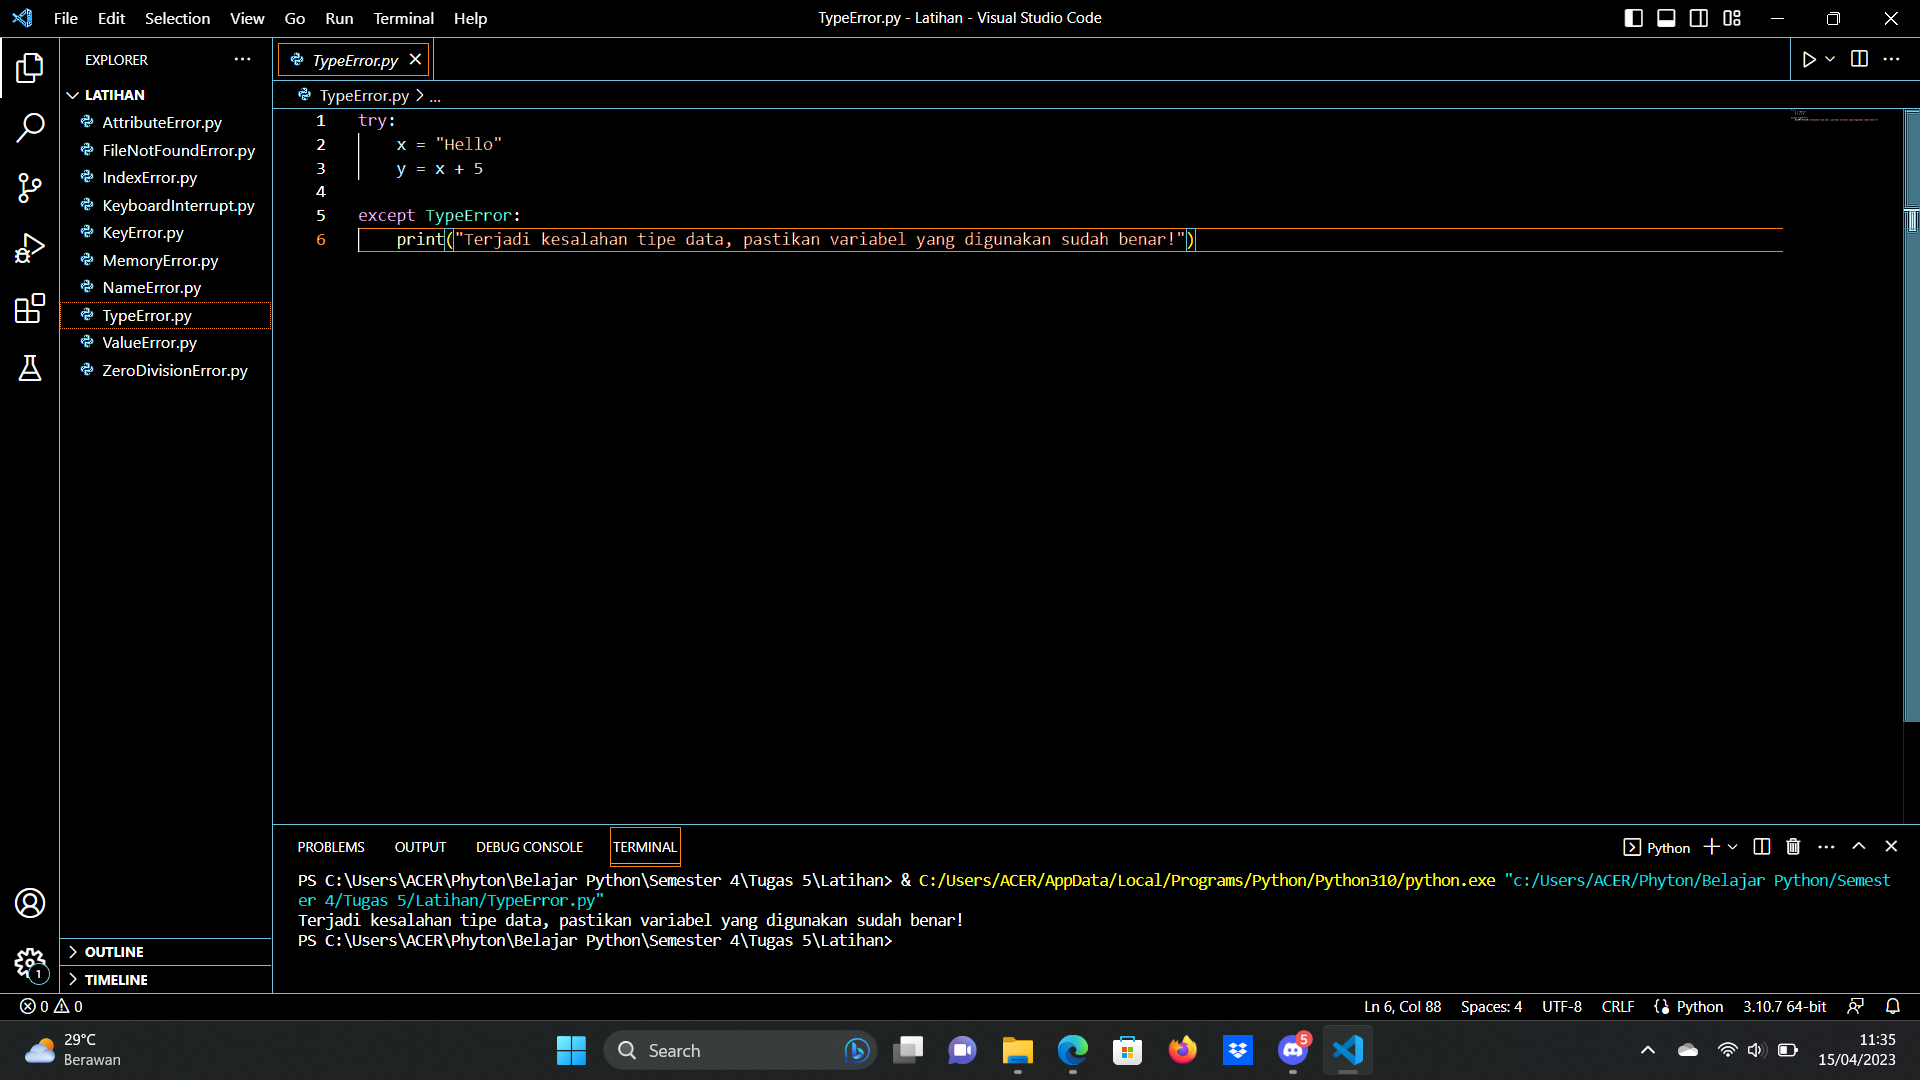 File Edit Selection View Go Run Terminal Help
TypeError.py - Latihan - Visual Studio Code
EXPLORER
LATIHAN
AttributeError.py
FileNotFoundError.py
IndexError.py
KeyboardInterrupt.py
KeyError.py
MemoryError.py
NameError.py
TypeError.py
ValueError.py
ZeroDivisionError.py
OUTLINE
TIMELINE
TypeError.py
TypeError.py > ...
1 try:
2 x = "Hello"
3 y = x + 5
4
5 except TypeError:
6 print("Terjadi kesalahan tipe data, pastikan variabel yang digunakan sudah benar!")
PROBLEMS OUTPUT DEBUG CONSOLE TERMINAL
Python
PS C:\Users\ACER\Phyton\Belajar Python\Semester 4\Tugas 5\Latihan> & C:/Users/ACER/AppData/Local/Programs/Python/Python310/python.exe "c:/Users/ACER/Phyton/Belajar Python/Semest
er 4/Tugas 5/Latihan/TypeError.py"
Terjadi kesalahan tipe data, pastikan variabel yang digunakan sudah benar!
PS C:\Users\ACER\Phyton\Belajar Python\Semester 4\Tugas 5\Latihan>
1
0 0
Ln 6, Col 88 Spaces: 4 UTF-8 CRLF Python 3.10.7 64-bit
29°C
Berawan
Search
5
11:35
15/04/2023